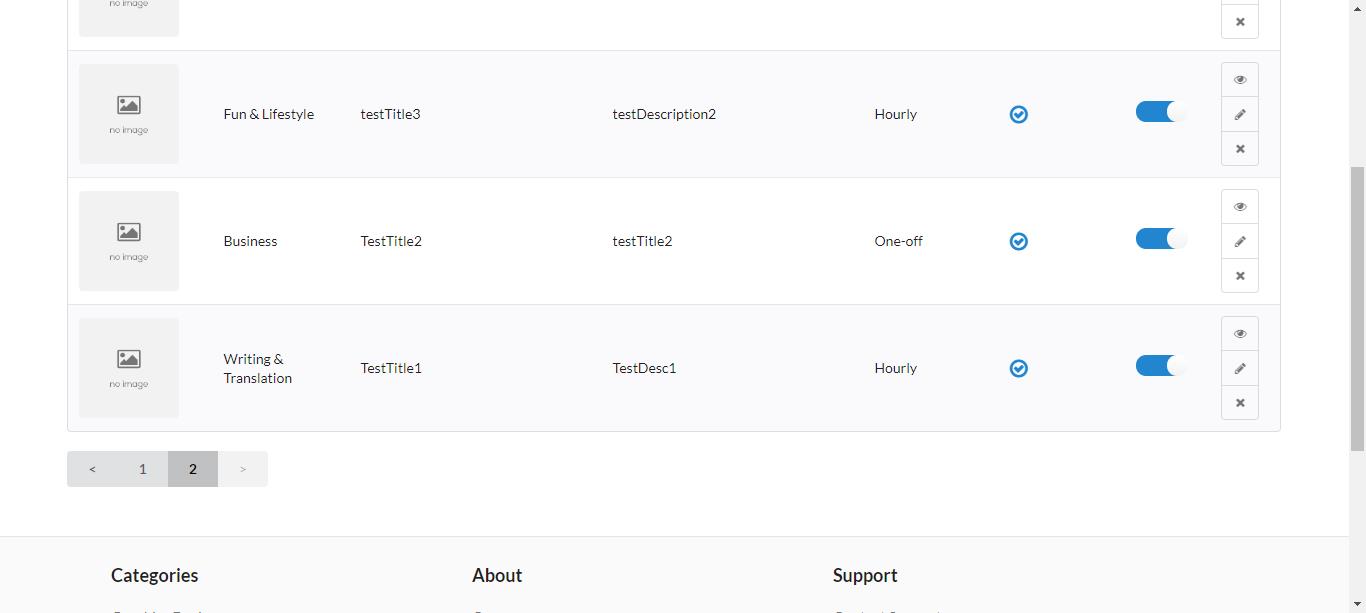 no image
no image
Fun & Lifestyle
testTitle3
testDescription2
Hourly
no image
Business
TestTitle2
testTitle2
One-off
no image
Writing &
Translation
TestTitle1
TestDesc1
Hourly
< 1 2 >
Categories
About
Support